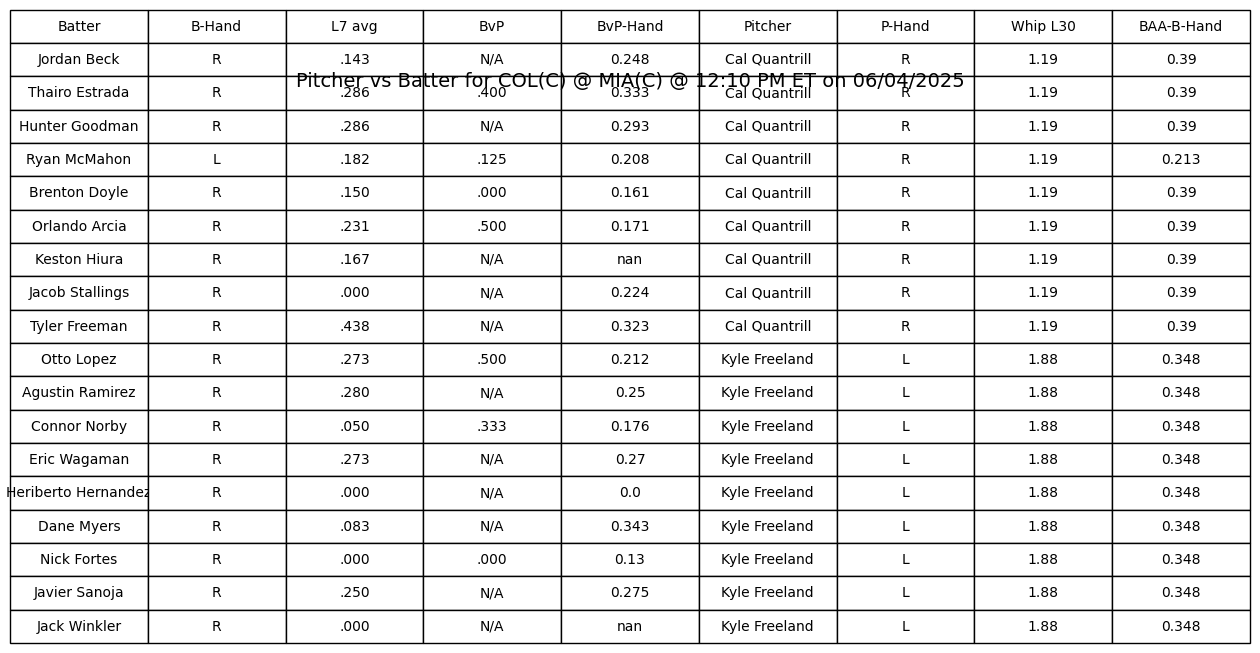 Batter B-Hand L7 avg BvP BvP-Hand Pitcher P-Hand Whip L30 BAA-B-Hand
Jordan Beck R .143 N/A 0.248 Cal Quantrill R 1.19 0.39
Pitcher vs Batter for COL(C) @ MIA(C) @ 12:10 PM ET on 06/04/2025
Thairo Estrada R .286 .400 0.333 Cal Quantrill R 1.19 0.39
Hunter Goodman R .286 N/A 0.293 Cal Quantrill R 1.19 0.39
Ryan McMahon L .182 .125 0.208 Cal Quantrill R 1.19 0.213
Brenton Doyle R .150 .000 0.161 Cal Quantrill R 1.19 0.39
Orlando Arcia R .231 .500 0.171 Cal Quantrill R 1.19 0.39
Keston Hiura R .167 N/A nan Cal Quantrill R 1.19 0.39
Jacob Stallings R .000 N/A 0.224 Cal Quantrill R 1.19 0.39
Tyler Freeman R .438 N/A 0.323 Cal Quantrill R 1.19 0.39
Otto Lopez R .273 .500 0.212 Kyle Freeland L 1.88 0.348
Agustin Ramirez R .280 N/A 0.25 Kyle Freeland L 1.88 0.348
Connor Norby R .050 .333 0.176 Kyle Freeland L 1.88 0.348
Eric Wagaman R .273 N/A 0.27 Kyle Freeland L 1.88 0.348
Heriberto Hernandez R .000 N/A 0.0 Kyle Freeland L 1.88 0.348
Dane Myers R .083 N/A 0.343 Kyle Freeland L 1.88 0.348
Nick Fortes R .000 .000 0.13 Kyle Freeland L 1.88 0.348
Javier Sanoja R .250 N/A 0.275 Kyle Freeland L 1.88 0.348
Jack Winkler R .000 N/A nan Kyle Freeland L 1.88 0.348